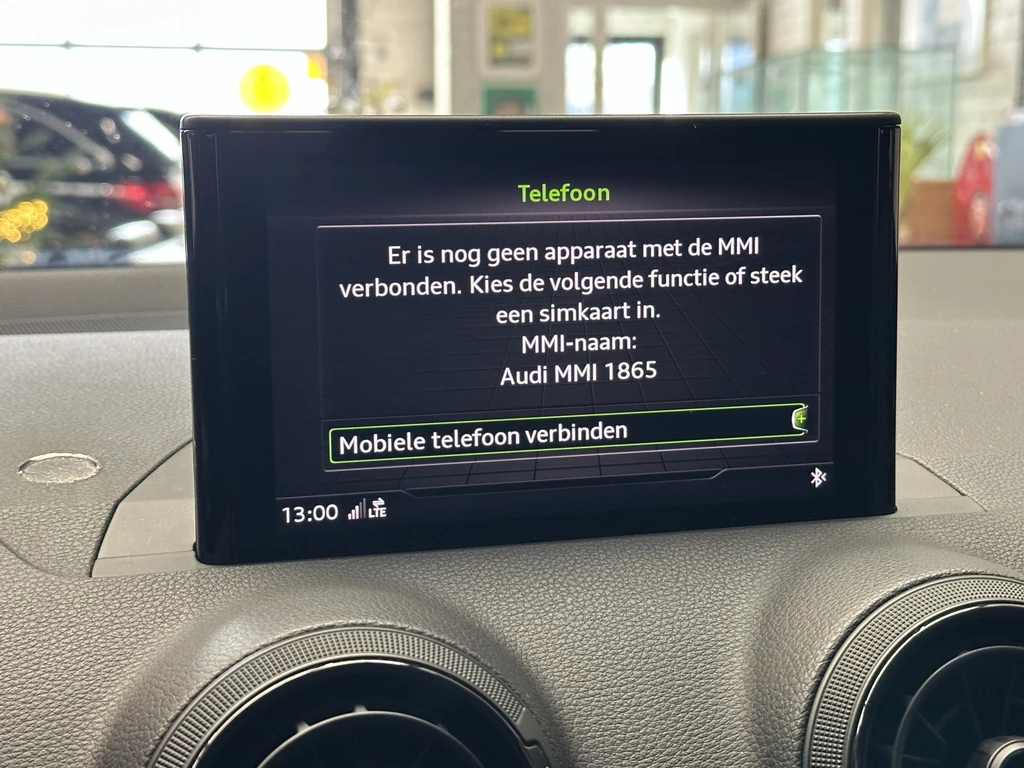 Telefoon
Er is nog geen apparaat met de MMI
verbonden. Kies de volgende functie of steek
een simkaart in.
MMI-naam:
Audi MMI 1865
Mobiele telefoon verbinden
13:00 LTE